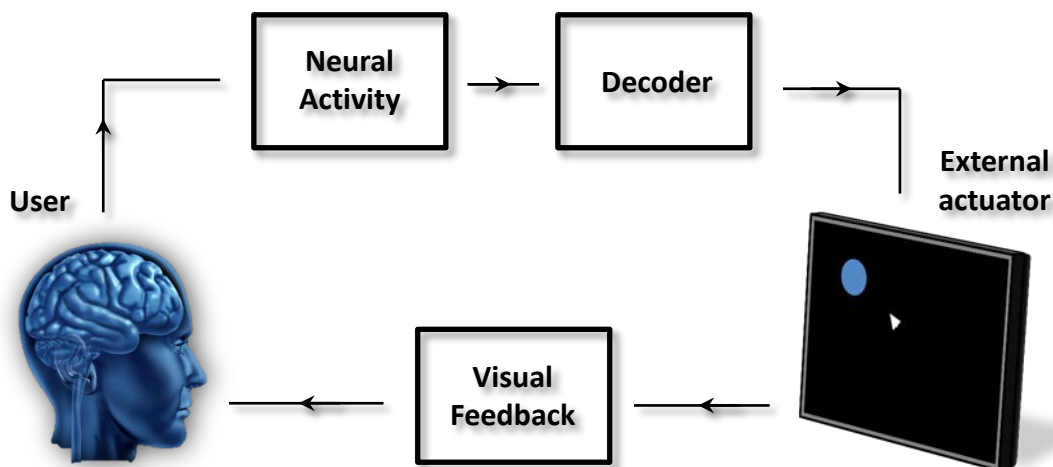 Neural
Activity
Decoder
User
External
actuator
Visual
Feedback